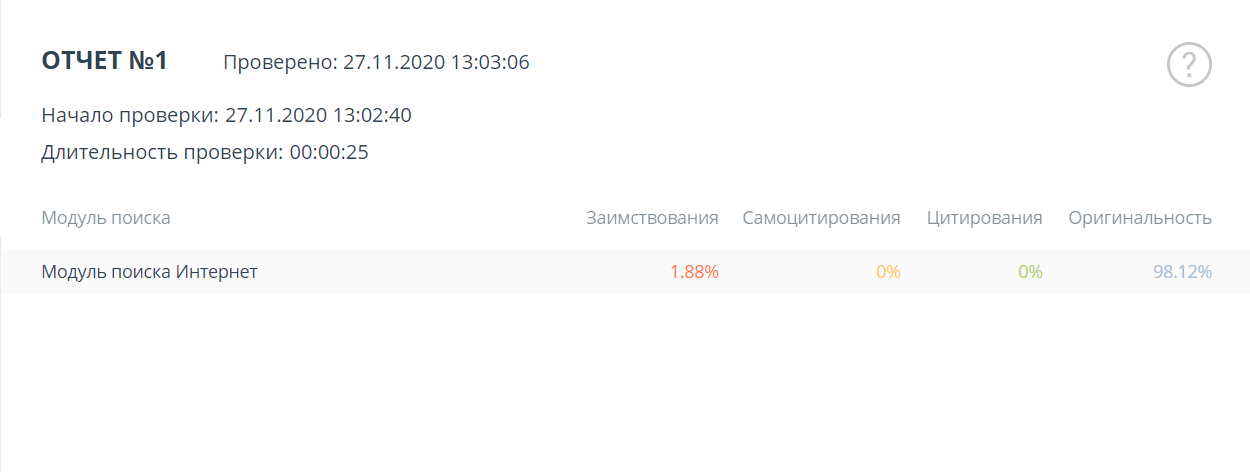 ОТЧЕТ №1 Проверено: 27.11.2020 13:03:06
?
Начало проверки: 27.11.2020 13:02:40
Длительность проверки: 00:00:25
Модуль поиска Заимствования Самоцитирования Цитирования Оригинальность
Модуль поиска Интернет 1.88% 0% 0% 98.12%